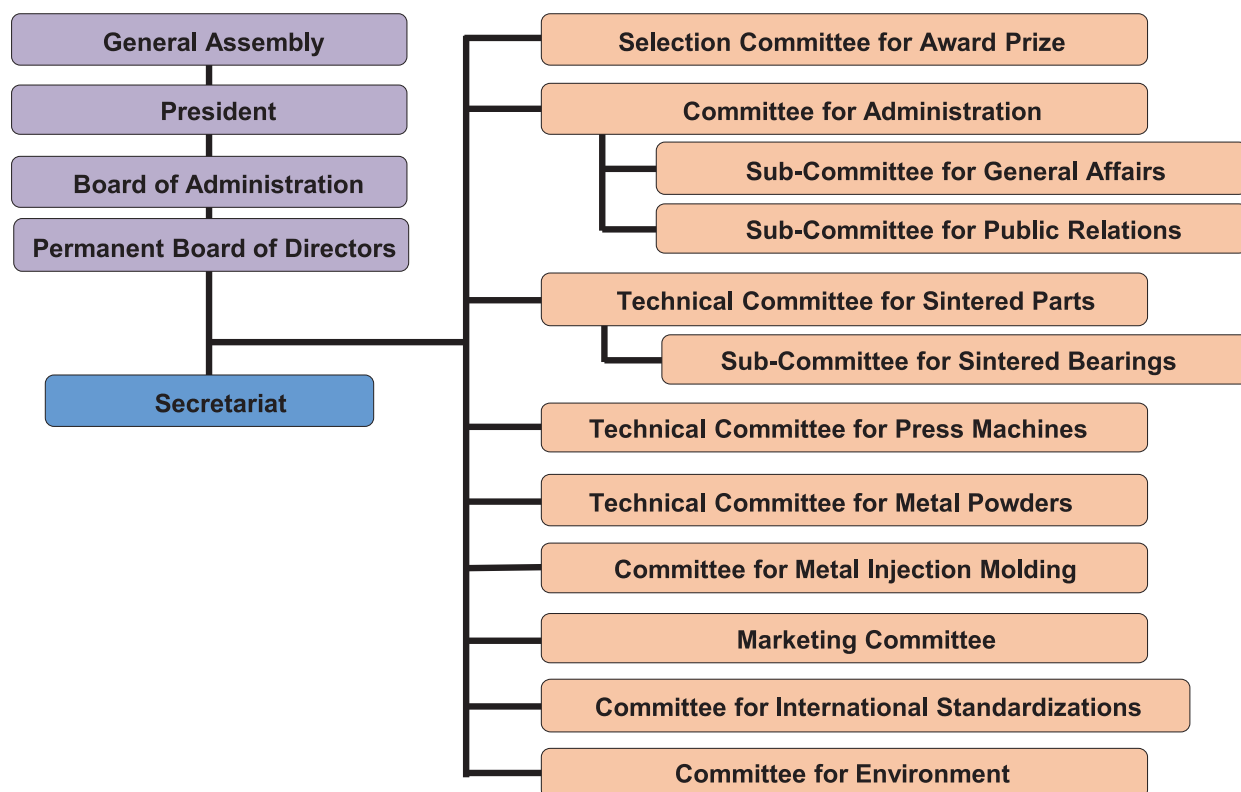 General Assembly
President
Board of Administration
Permanent Board of Directors
Secretariat
Selection Committee for Award Prize
Committee for Administration
Sub-Committee for General Affairs
Sub-Committee for Public Relations
Technical Committee for Sintered Parts
Sub-Committee for Sintered Bearings
Technical Committee for Press Machines
Technical Committee for Metal Powders
Committee for Metal Injection Molding
Marketing Committee
Committee for International Standardizations
Committee for Environment